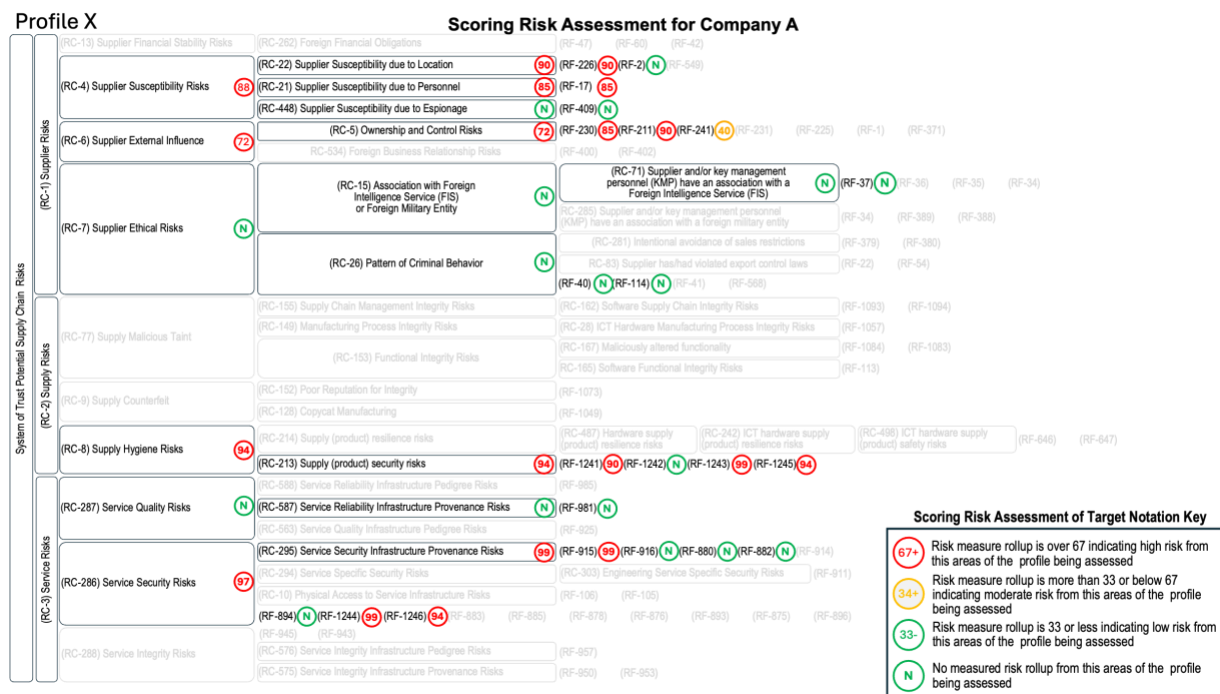 Profile X
Scoring Risk Assessment for Company A
(RC-13) Supplier Financial Stability Risks (RC-262) Foreign Financial Obligations (RF-47) (RF-60) (RF-42)
(RC-4) Supplier Susceptibility Risks 88
(RC-22) Supplier Susceptibility due to Location 90 (RF-226) 90 (RF-2) N (RF-549)
(RC-21) Supplier Susceptibility due to Personnel 85 (RF-17) 85
(RC-448) Supplier Susceptibility due to Espionage N (RF-409) N
(RC-6) Supplier External Influence 72
(RC-5) Ownership and Control Risks 72 (RF-230) 85 (RF-211) 90 (RF-241) 40 (RF-231) (RF-225) (RF-1) (RF-371)
(RC-534) Foreign Business Relationship Risks (RF-400) (RF-402)
(RC-1) Supplier Risks
(RC-7) Supplier Ethical Risks N
(RC-15) Association with Foreign
Intelligence Service (FIS)
or Foreign Military Entity
N
(RC-71) Supplier and/or key management
personnel (KMP) have an association with a
Foreign Intelligence Service (FIS)
N (RF-37) N (RF-36) (RF-35) (RF-34)
(RC-285) Supplier and/or key management personnel
(KMP) have an association with a foreign military entity
(RF-34) (RF-389) (RF-388)
(RC-26) Pattern of Criminal Behavior N
(RC-281) Intentional avoidance of sales restrictions (RF-379) (RF-380)
(RC-83) Supplier has/had violated export control laws (RF-22) (RF-54)
(RF-40) N (RF-114) N (RF-41) (RF-568)
System of Trust Potential Supply Chain Risks
(RC-2) Supply Risks
(RC-77) Supply Malicious Taint
(RC-155) Supply Chain Management Integrity Risks (RC-162) Software Supply Chain Integrity Risks (RF-1093) (RF-1094)
(RC-149) Manufacturing Process Integrity Risks (RC-28) ICT Hardware Manufacturing Process Integrity Risks (RF-1057)
(RC-153) Functional Integrity Risks
(RC-167) Maliciously altered functionality (RF-1084) (RF-1083)
(RC-165) Software Functional Integrity Risks (RF-113)
(RC-9) Supply Counterfeit
(RC-152) Poor Reputation for Integrity (RF-1073)
(RC-128) Copycat Manufacturing (RF-1049)
(RC-8) Supply Hygiene Risks 94
(RC-214) Supply (product) resilience risks
(RC-487) Hardware supply
(product) resilience risks
(RC-242) ICT hardware supply
(product) resilience risks
(RC-498) ICT hardware supply
(product) safety risks
(RF-646) (RF-647)
(RC-213) Supply (product) security risks 94 (RF-1241) 90 (RF-1242) N (RF-1243) 99 (RF-1245) 94
(RC-3) Service Risks
(RC-287) Service Quality Risks N
(RC-588) Service Reliability Infrastructure Pedigree Risks (RF-985)
(RC-587) Service Reliability Infrastructure Provenance Risks N (RF-981) N
(RC-563) Service Quality Infrastructure Pedigree Risks (RF-925)
(RC-286) Service Security Risks 97
(RC-295) Service Security Infrastructure Provenance Risks 99 (RF-915) 99 (RF-916) N (RF-880) N (RF-882) N (RF-914)
(RC-294) Service Specific Security Risks (RC-303) Engineering Service Specific Security Risks (RF-911)
(RC-10) Physical Access to Service Infrastructure Risks (RF-106) (RF-105)
(RF-894) N (RF-1244) 99 (RF-1246) 94 (RF-883) (RF-885) (RF-878) (RF-876) (RF-893) (RF-875) (RF-896)
(RF-945) (RF-943)
(RC-288) Service Integrity Risks
(RC-576) Service Integrity Infrastructure Pedigree Risks (RF-957)
(RC-575) Service Integrity Infrastructure Provenance Risks (RF-950) (RF-953)
Scoring Risk Assessment of Target Notation Key
67+ Risk measure rollup is over 67 indicating high risk from
this areas of the profile being assessed
34+ Risk measure rollup is more than 33 or below 67
indicating moderate risk from this areas of the profile
being assessed
33- Risk measure rollup is 33 or less indicating low risk from
this areas of the profile being assessed
N No measured risk rollup from this areas of the profile
being assessed